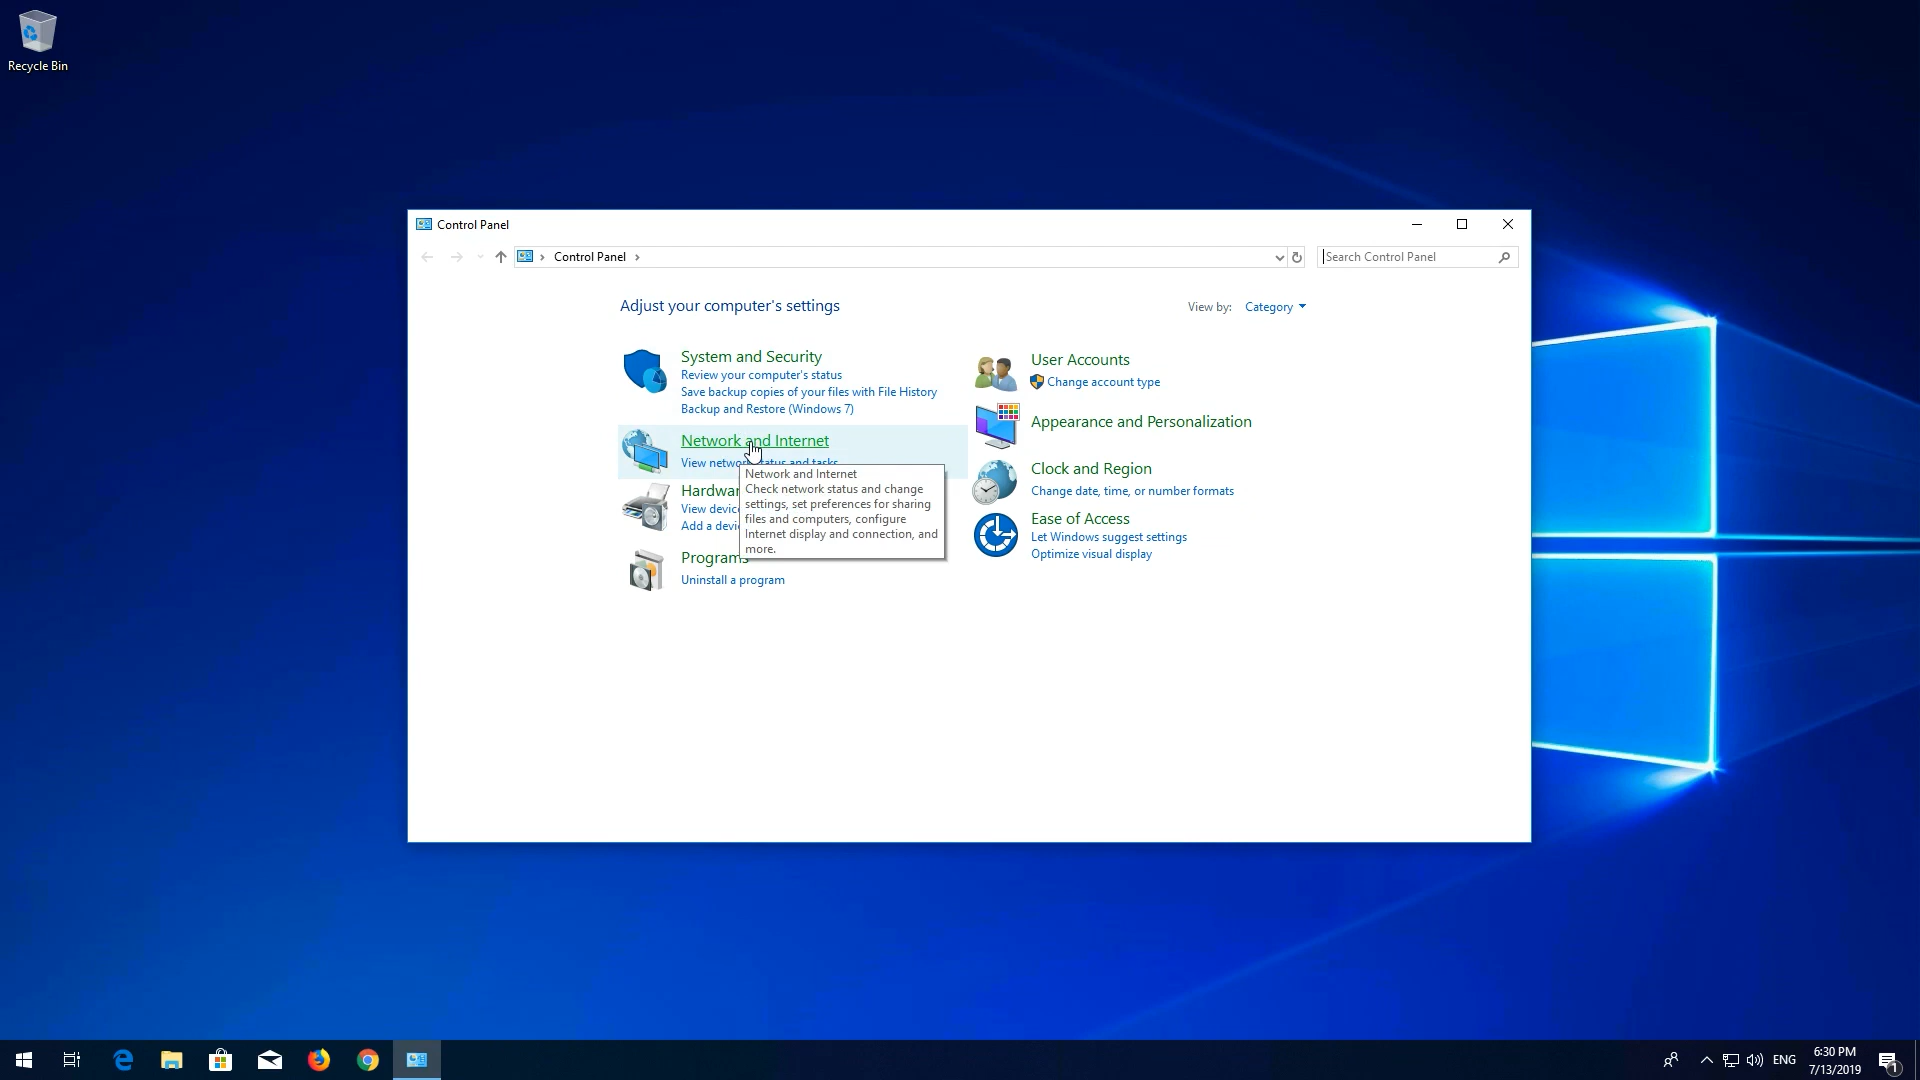 Recycle Bin
Control Panel
Control Panel
Search Control Panel
Adjust your computer's settings
View by: Category
System and Security
Review your computer's status
Save backup copies of your files with File History
Backup and Restore (Windows 7)
Network and Internet
View network status and tasks
Network and Internet
Check network status and change
settings, set preferences for sharing
files and computers, configure
Internet display and connection, and
more.
Hardwar
View devic
Add a devi
Programs
Uninstall a program
User Accounts
Change account type
Appearance and Personalization
Clock and Region
Change date, time, or number formats
Ease of Access
Let Windows suggest settings
Optimize visual display
ENG
6:30 PM
7/13/2019
1